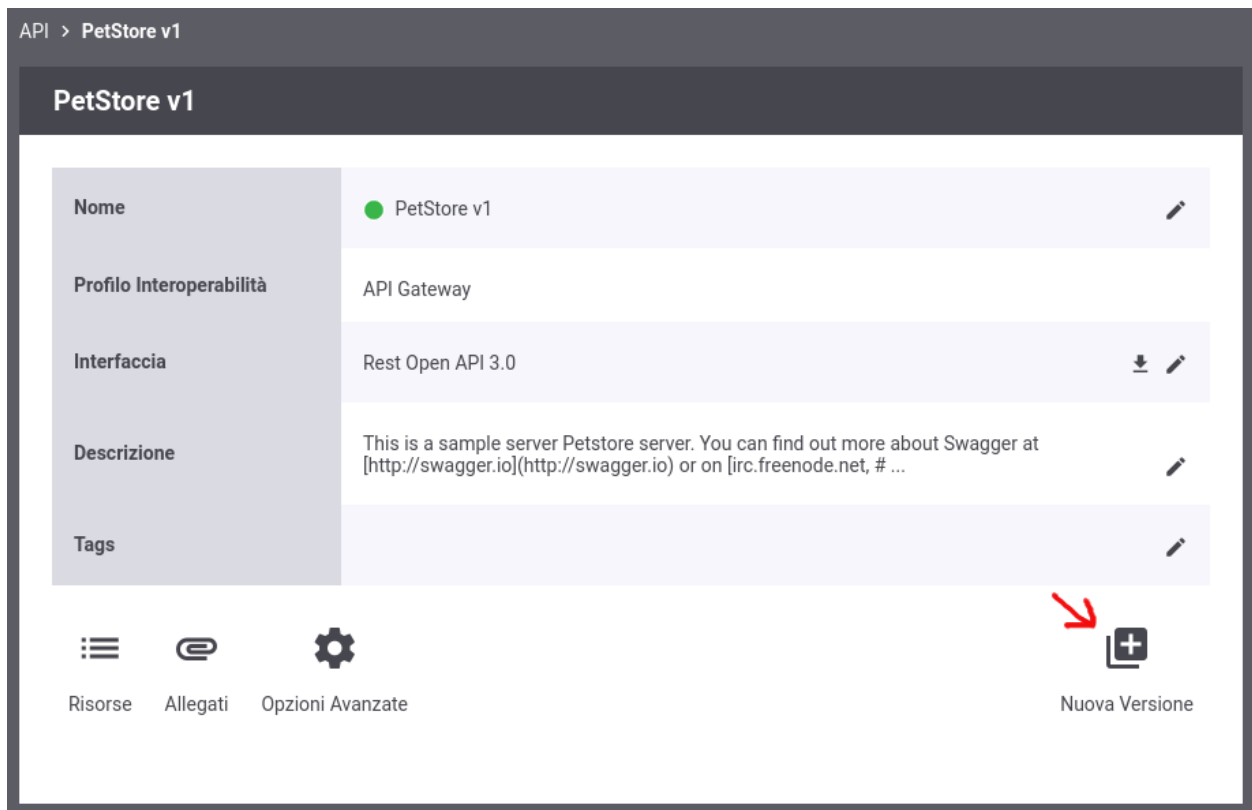 API > PetStore v1
PetStore v1
Nome
PetStore v1
Profilo Interoperabilità
API Gateway
Interfaccia
Rest Open API 3.0
Descrizione
This is a sample server Petstore server. You can find out more about Swagger at
[http://swagger.io](http://swagger.io) or on [irc.freenode.net, # ...
Tags
Risorse
Allegati
Opzioni Avanzate
Nuova Versione